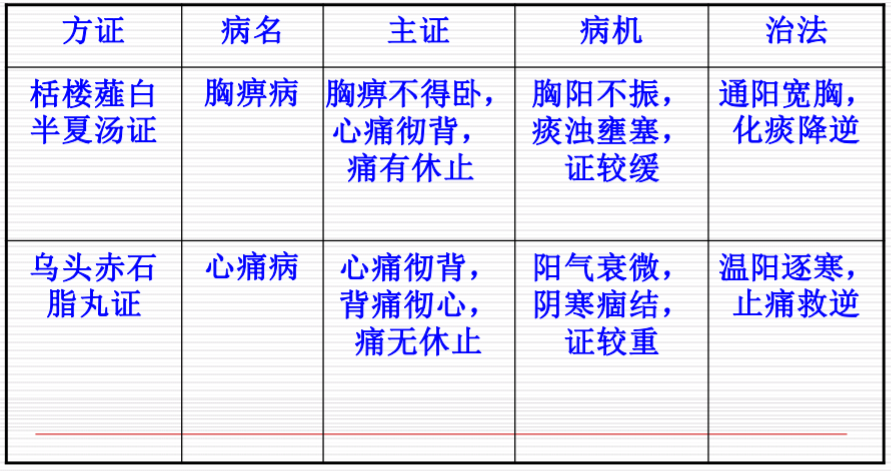 方证 病名 主证 病机 治法
栝楼薤白 胸痹病 胸痹不得卧， 胸阳不振， 通阳宽胸，
半夏汤证 心痛彻背， 痰浊壅塞， 化痰降逆
痛有休止 证较缓
乌头赤石 心痛病 心痛彻背， 阳气衰微， 温阳逐寒，
脂丸证 背痛彻心， 阴寒痼结， 止痛救逆
痛无休止 证较重